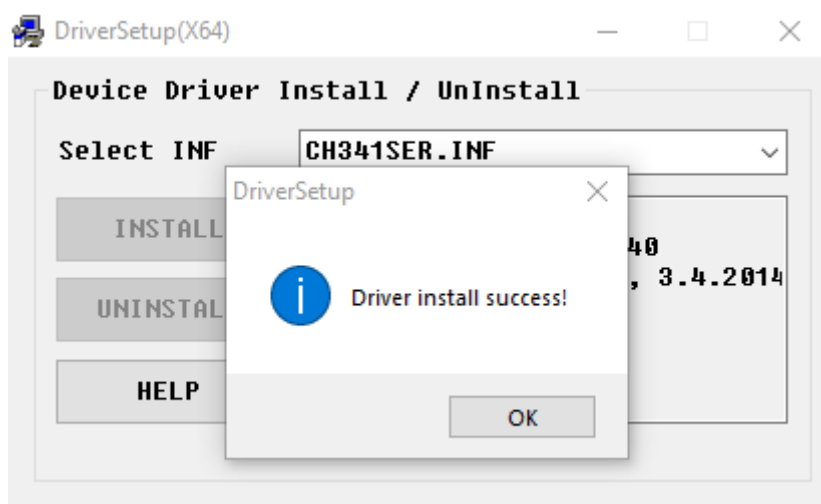 DriverSetup(X64)
Device Driver Install / UnInstall
Select INF
CH341SER.INF
DriverSetup
INSTALL
40
, 3.4.2014
Driver install success!
UNINSTAL
HELP
OK